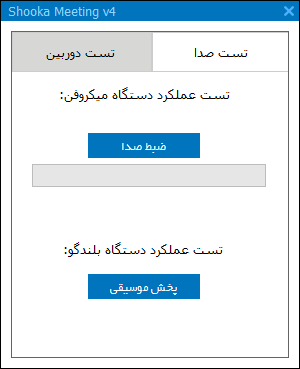 Shooka Meeting v4
تست صدا
تست دوربین
تست عملکرد دستگاه میکروفن:
ضبط صدا
تست عملکرد دستگاه بلندگو:
پخش موسیقی